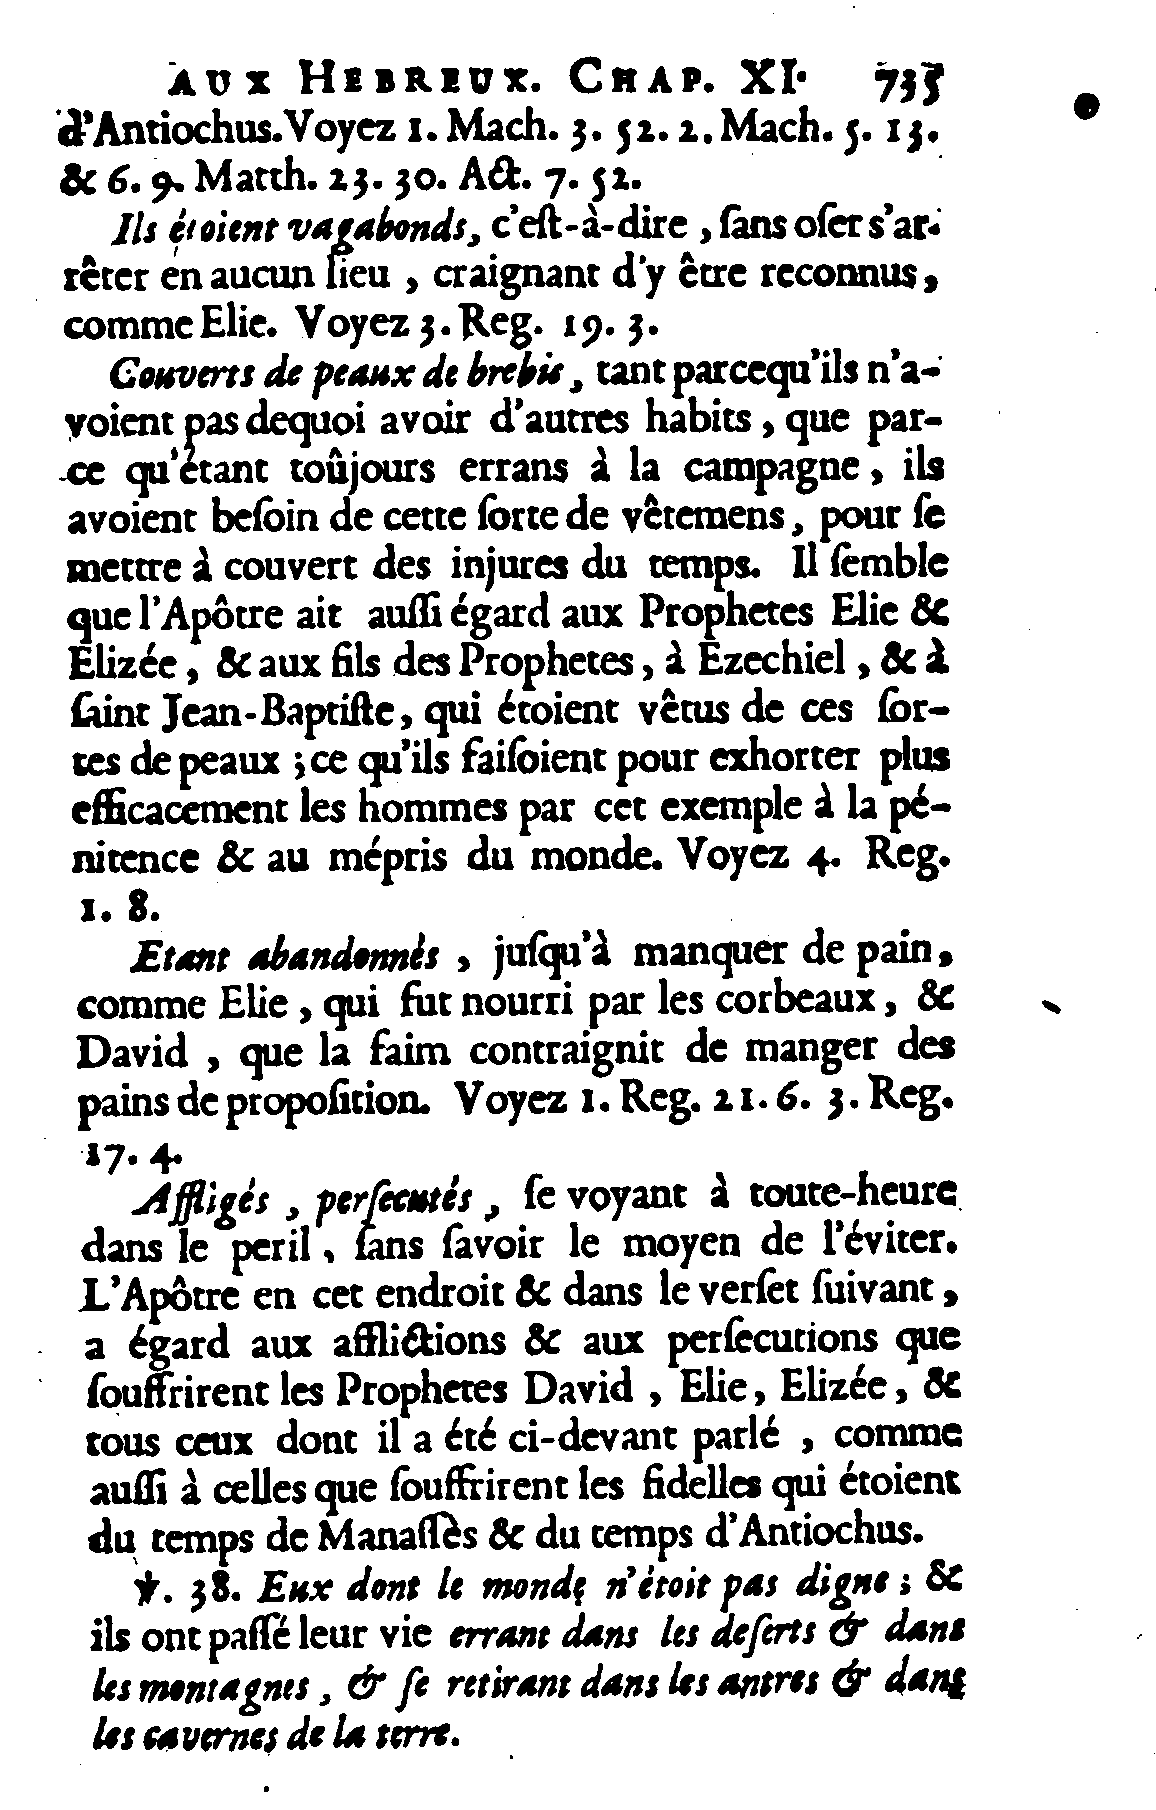 AUX HEBREUX. CHAP. XI. 735
d'Antiochus. Voyez 1. Mach. 3. 52. 2. Mach. 5. 13.
& 6. 9. Matth. 23. 30. Act. 7. 52.
Ils étoient vagabonds, c'eſt-à-dire, ſans oſer s'ar-
rêter en aucun lieu, craignant d'y être reconnus,
comme Elie. Voyez 3. Reg. 19. 3.
Couverts de peaux de brebis, tant parcequ'ils n'a-
voient pas dequoi avoir d'autres habits, que par-
ce qu'étant toûjours errans à la campagne, ils
avoient beſoin de cette ſorte de vêtemens, pour ſe
mettre à couvert des injures du temps. Il ſemble
que l'Apôtre ait auſſi égard aux Prophetes Elie &
Elizée, & aux fils des Prophetes, à Ezechiel, & à
ſaint Jean-Baptiſte, qui étoient vêtus de ces ſor-
tes de peaux ; ce qu'ils faiſoient pour exhorter plus
efficacement les hommes par cet exemple à la pé-
nitence & au mépris du monde. Voyez 4. Reg.
1. 8.
Etant abandonnés, juſqu'à manquer de pain,
comme Elie, qui fut nourri par les corbeaux, &
David, que la faim contraignit de manger des
pains de propoſition. Voyez 1. Reg. 21. 6. 3. Reg.
17. 4.
Affligés, perſecutés, ſe voyant à toute-heure
dans le peril, ſans ſavoir le moyen de l'éviter.
L'Apôtre en cet endroit & dans le verſet ſuivant,
a égard aux afflictions & aux perſecutions que
ſouffrirent les Prophetes David, Elie, Elizée, &
tous ceux dont il a été ci-devant parlé, comme
auſſi à celles que ſouffrirent les fidelles qui étoient
du temps de Manaſſès & du temps d'Antiochus.
℣. 38. Eux dont le monde n'étoit pas digne ; &
ils ont paſſé leur vie errant dans les deſerts & dans
les montagnes, & ſe retirant dans les antres & dans
les cavernes de la terre.